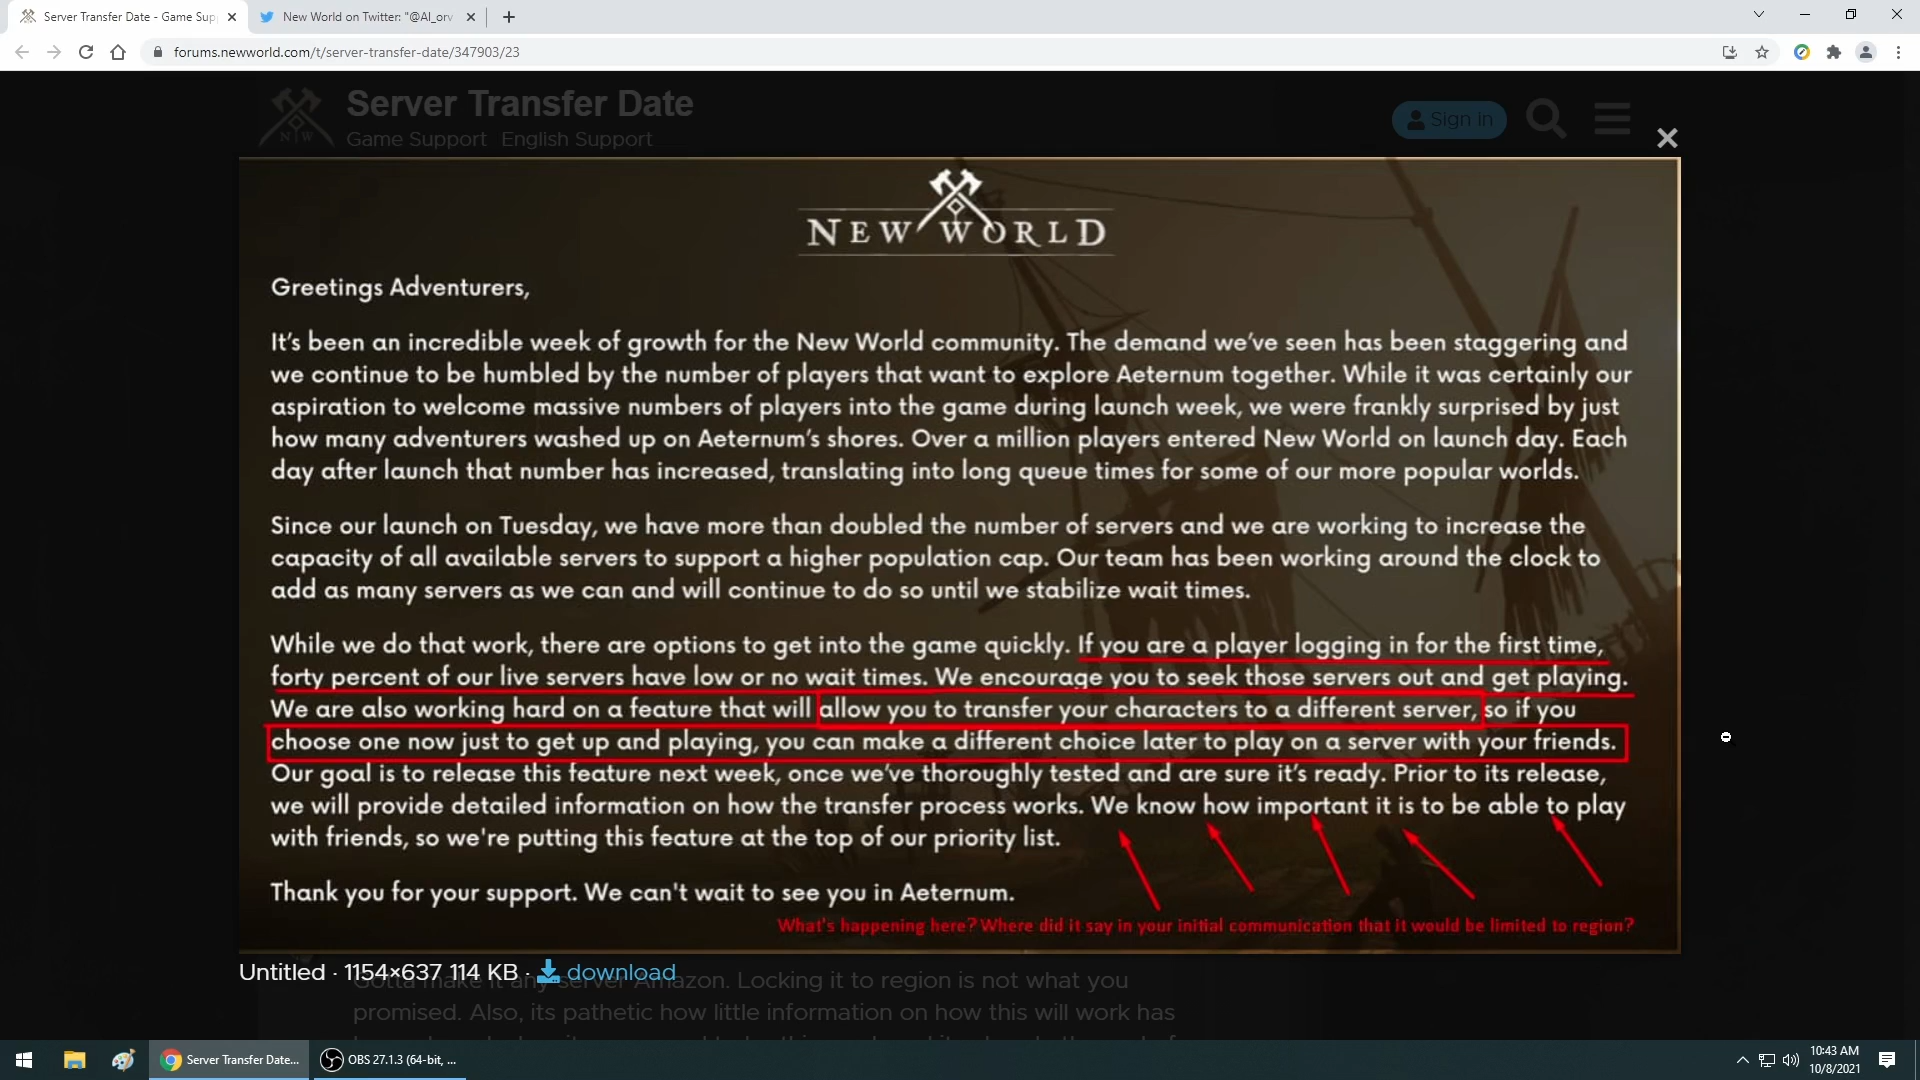 Server Transfer Date - Game Sup
New World on Twitter: "@Al_orv
forums.newworld.com/t/server-transfer-date/347903/23
Server Transfer Date
Game Support English Support
Sign In
N W
NEW WORLD
Greetings Adventurers,
It's been an incredible week of growth for the New World community. The demand we've seen has been staggering and
we continue to be humbled by the number of players that want to explore Aeternum together. While it was certainly our
aspiration to welcome massive numbers of players into the game during launch week, we were frankly surprised by just
how many adventurers washed up on Aeternum's shores. Over a million players entered New World on launch day. Each
day after launch that number has increased, translating into long queue times for some of our more popular worlds.
Since our launch on Tuesday, we have more than doubled the number of servers and we are working to increase the
capacity of all available servers to support a higher population cap. Our team has been working around the clock to
add as many servers as we can and will continue to do so until we stabilize wait times.
While we do that work, there are options to get into the game quickly. If you are a player logging in for the first time,
forty percent of our live servers have low or no wait times. We encourage you to seek those servers out and get playing.
We are also working hard on a feature that will allow you to transfer your characters to a different server, so if you
choose one now just to get up and playing, you can make a different choice later to play on a server with your friends.
Our goal is to release this feature next week, once we've thoroughly tested and are sure it's ready. Prior to its release,
we will provide detailed information on how the transfer process works. We know how important it is to be able to play
with friends, so we're putting this feature at the top of our priority list.
Thank you for your support. We can't wait to see you in Aeternum.
What's happening here? Where did it say in your initial communication that it would be limited to region?
Untitled · 1154×637 114 KB · download
Gotta make it any server Amazon. Locking it to region is not what you
promised. Also, its pathetic how little information on how this will work has
Server Transfer Date...
OBS 27.1.3 (64-bit, ...
10:43 AM
10/8/2021